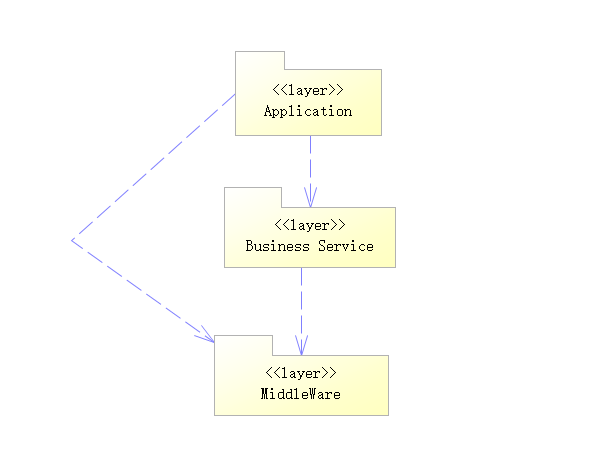 <<layer>>
Application
<<layer>>
Business Service
<<layer>>
MiddleWare